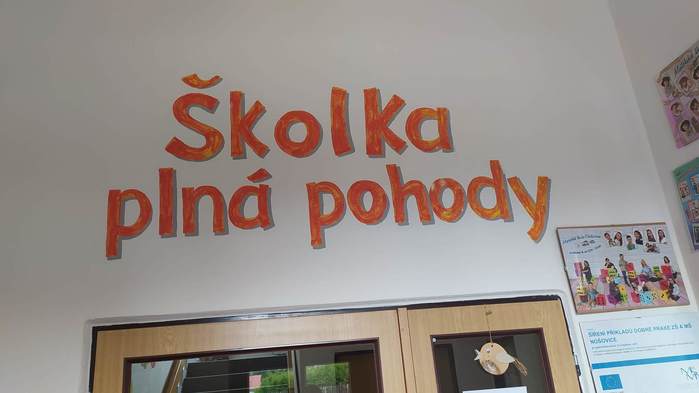 Školka
plná pohody
ŠÍŘENÍ PŘÍKLADŮ DOBRÉ PRAXE ZŠ A MŠ
NOŠOVICE